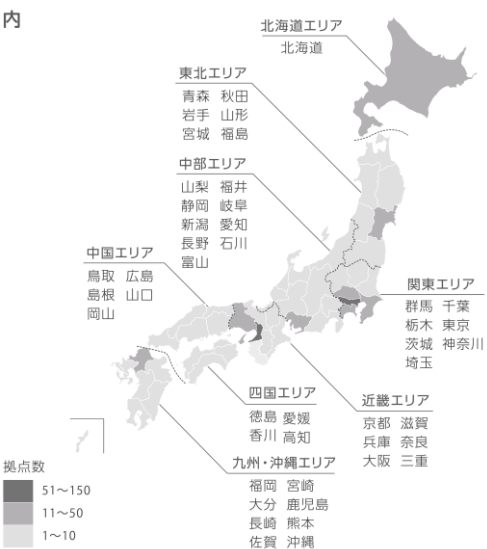 内
北海道エリア
北海道
東北エリア
青森 秋田
岩手 山形
宮城 福島
中部エリア
山梨 福井
静岡 岐阜
新潟 愛知
長野 石川
富山
中国エリア
鳥取 広島
島根 山口
岡山
関東エリア
群馬 千葉
栃木 東京
茨城 神奈川
埼玉
四国エリア
徳島 愛媛
香川 高知
近畿エリア
京都 滋賀
兵庫 奈良
大阪 三重
九州・沖縄エリア
福岡 宮崎
大分 鹿児島
長崎 熊本
佐賀 沖縄
拠点数
51〜150
11〜50
1〜10